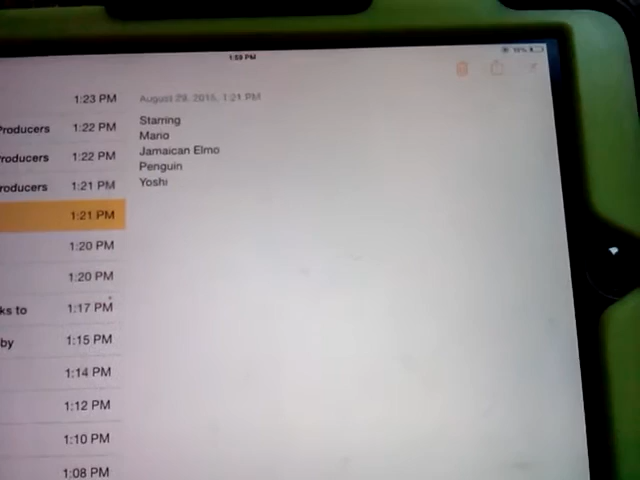 1:59 PM
1:23 PM
Producers 1:22 PM
Producers 1:22 PM
roducers 1:21 PM
1:21 PM
1:20 PM
1:20 PM
ks to 1:17 PM
by 1:15 PM
1:14 PM
1:12 PM
1:10 PM
1:08 PM
August 29, 2015, 1:21 PM
Starring
Mario
Jamaican Elmo
Penguin
Yoshi